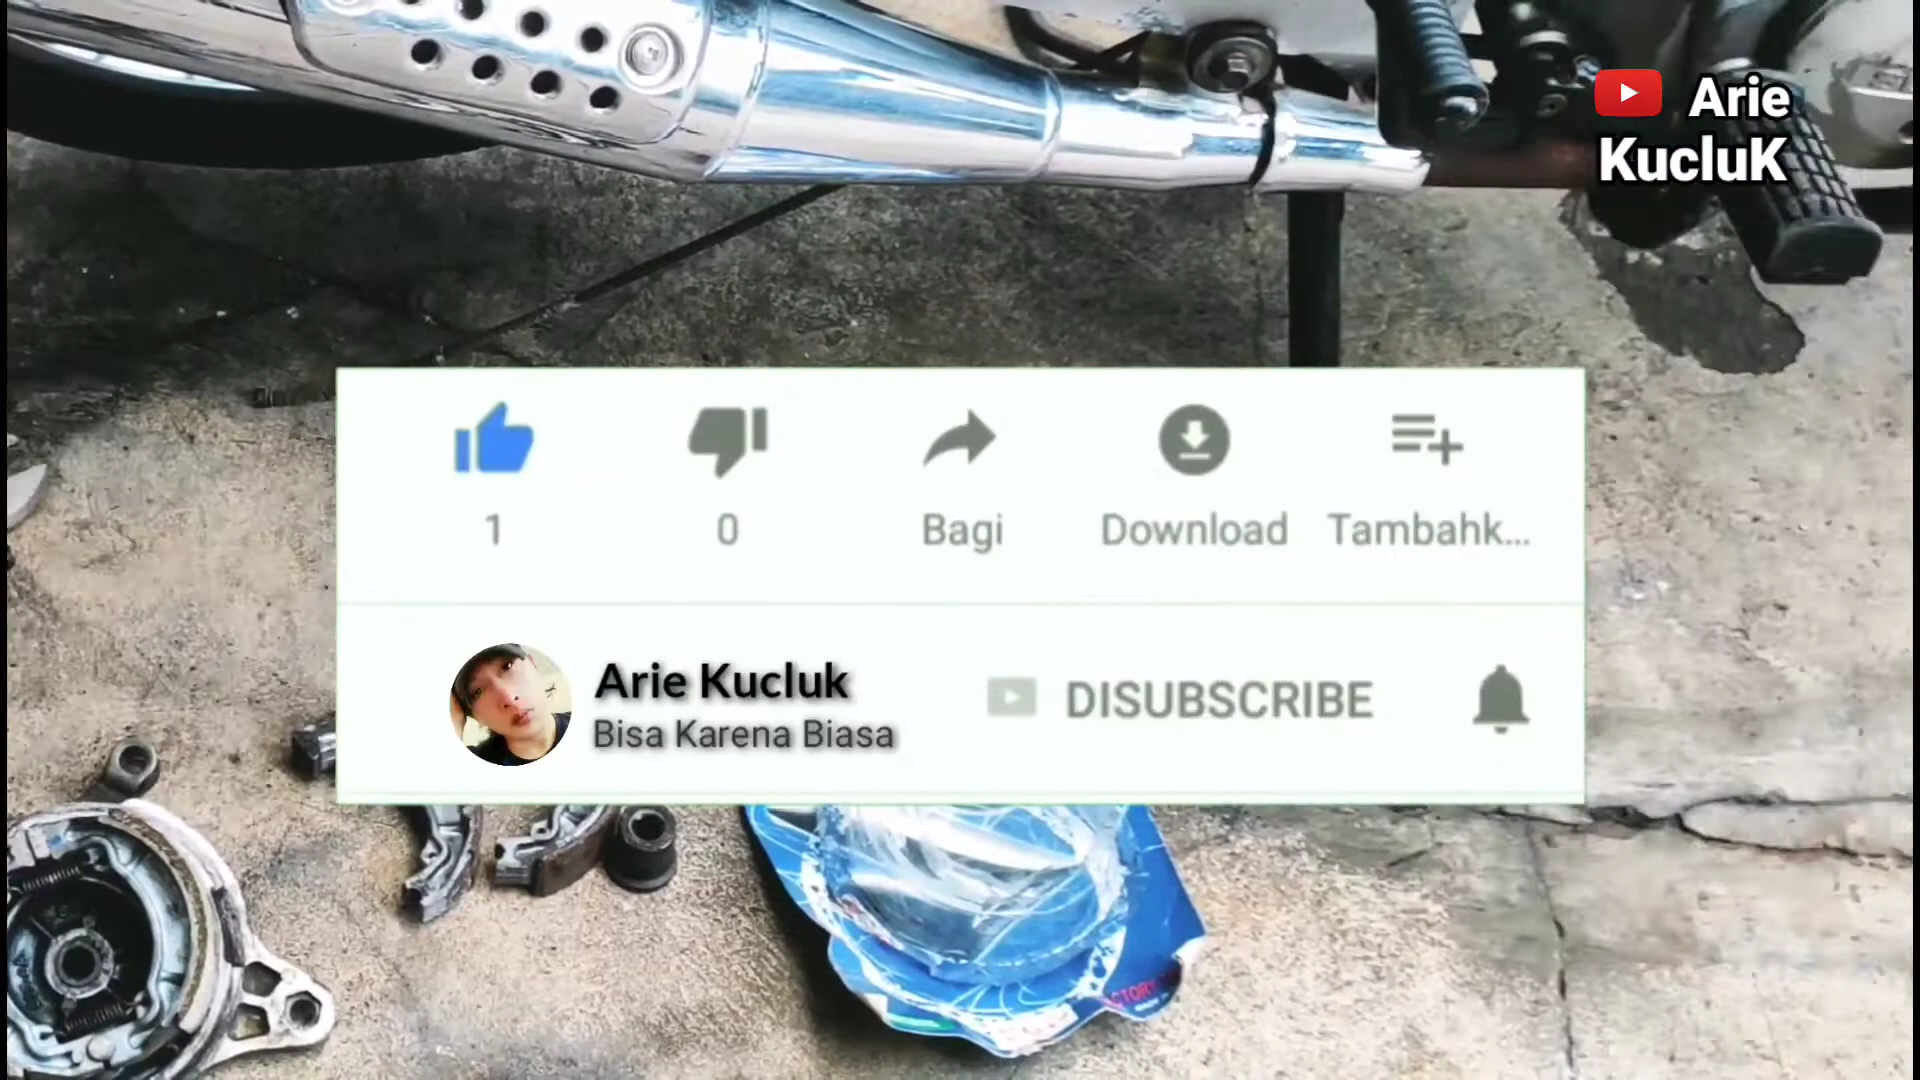 Arie
KucluK
1
0
Bagi
Download
Tambahk...
Arie Kucluk
Bisa Karena Biasa
DISUBSCRIBE